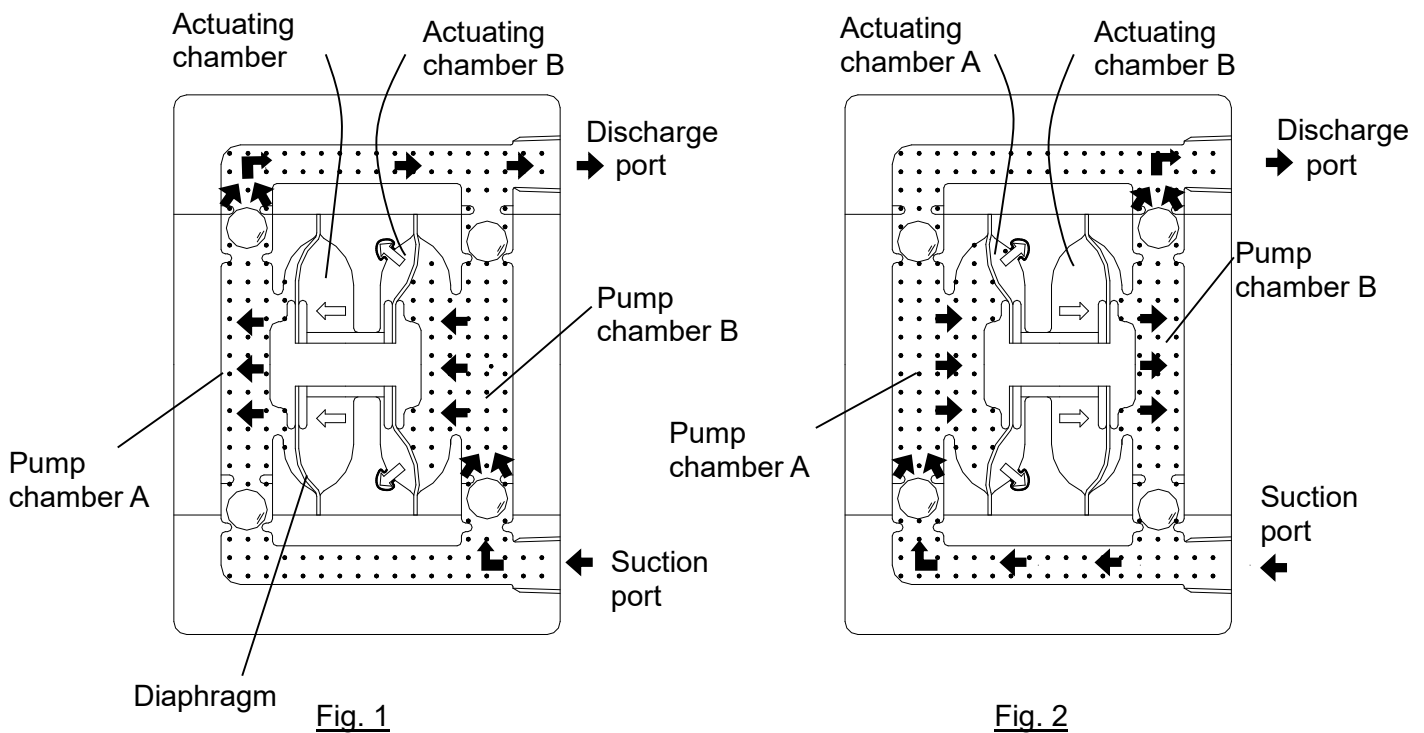 Actuating
chamber
Actuating
chamber B
Discharge
port
Pump
chamber B
Pump
chamber A
Suction
port
Diaphragm
Fig. 1
Actuating
chamber A
Actuating
chamber B
Discharge
port
Pump
chamber B
Pump
chamber A
Suction
port
Fig. 2